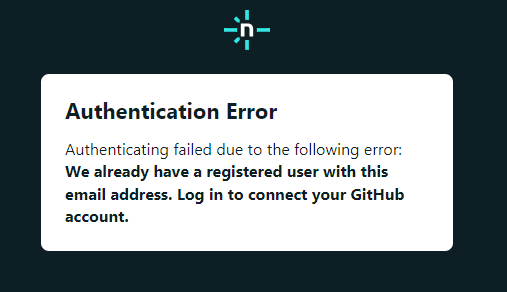 n
Authentication Error
Authenticating failed due to the following error:
We already have a registered user with this
email address. Log in to connect your GitHub
account.